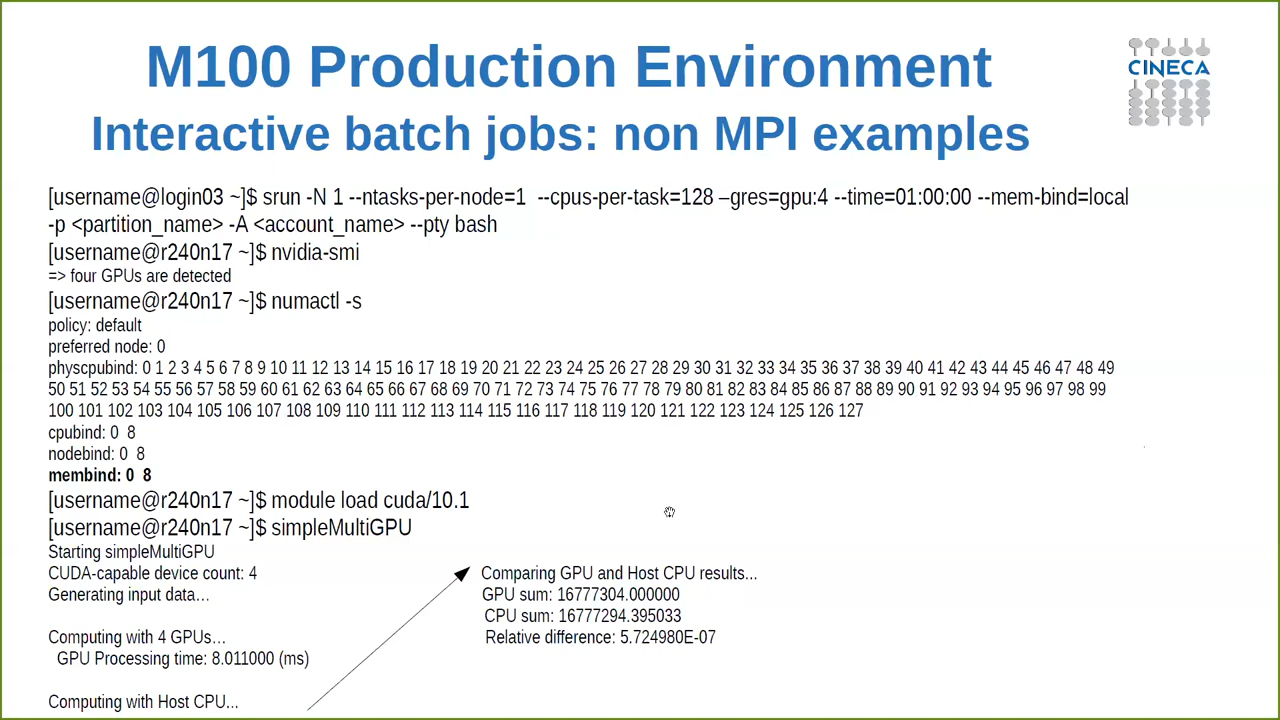 M100 Production Environment
CINECA
Interactive batch jobs: non MPI examples
[username@login03 ~]$ srun -N 1 --ntasks-per-node=1 --cpus-per-task=128 –gres=gpu:4 --time=01:00:00 --mem-bind=local
-p <partition_name> -A <account_name> --pty bash
[username@r240n17 ~]$ nvidia-smi
=> four GPUs are detected
[username@r240n17 ~]$ numactl -s
policy: default
preferred node: 0
physcpubind: 0 1 2 3 4 5 6 7 8 9 10 11 12 13 14 15 16 17 18 19 20 21 22 23 24 25 26 27 28 29 30 31 32 33 34 35 36 37 38 39 40 41 42 43 44 45 46 47 48 49
50 51 52 53 54 55 56 57 58 59 60 61 62 63 64 65 66 67 68 69 70 71 72 73 74 75 76 77 78 79 80 81 82 83 84 85 86 87 88 89 90 91 92 93 94 95 96 97 98 99
100 101 102 103 104 105 106 107 108 109 110 111 112 113 114 115 116 117 118 119 120 121 122 123 124 125 126 127
cpubind: 0 8
nodebind: 0 8
membind: 0 8
[username@r240n17 ~]$ module load cuda/10.1
[username@r240n17 ~]$ simpleMultiGPU
Starting simpleMultiGPU
CUDA-capable device count: 4
Generating input data…
Computing with 4 GPUs…
GPU Processing time: 8.011000 (ms)
Computing with Host CPU...
Comparing GPU and Host CPU results...
GPU sum: 16777304.000000
CPU sum: 16777294.395033
Relative difference: 5.724980E-07